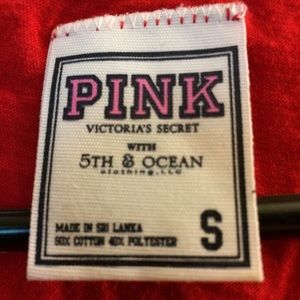 PINK
VICTORIA'S SECRET
WITH
5TH & OCEAN
clothing, LLC
MADE IN SRI LANKA
60% COTTON 40% POLYESTER
S